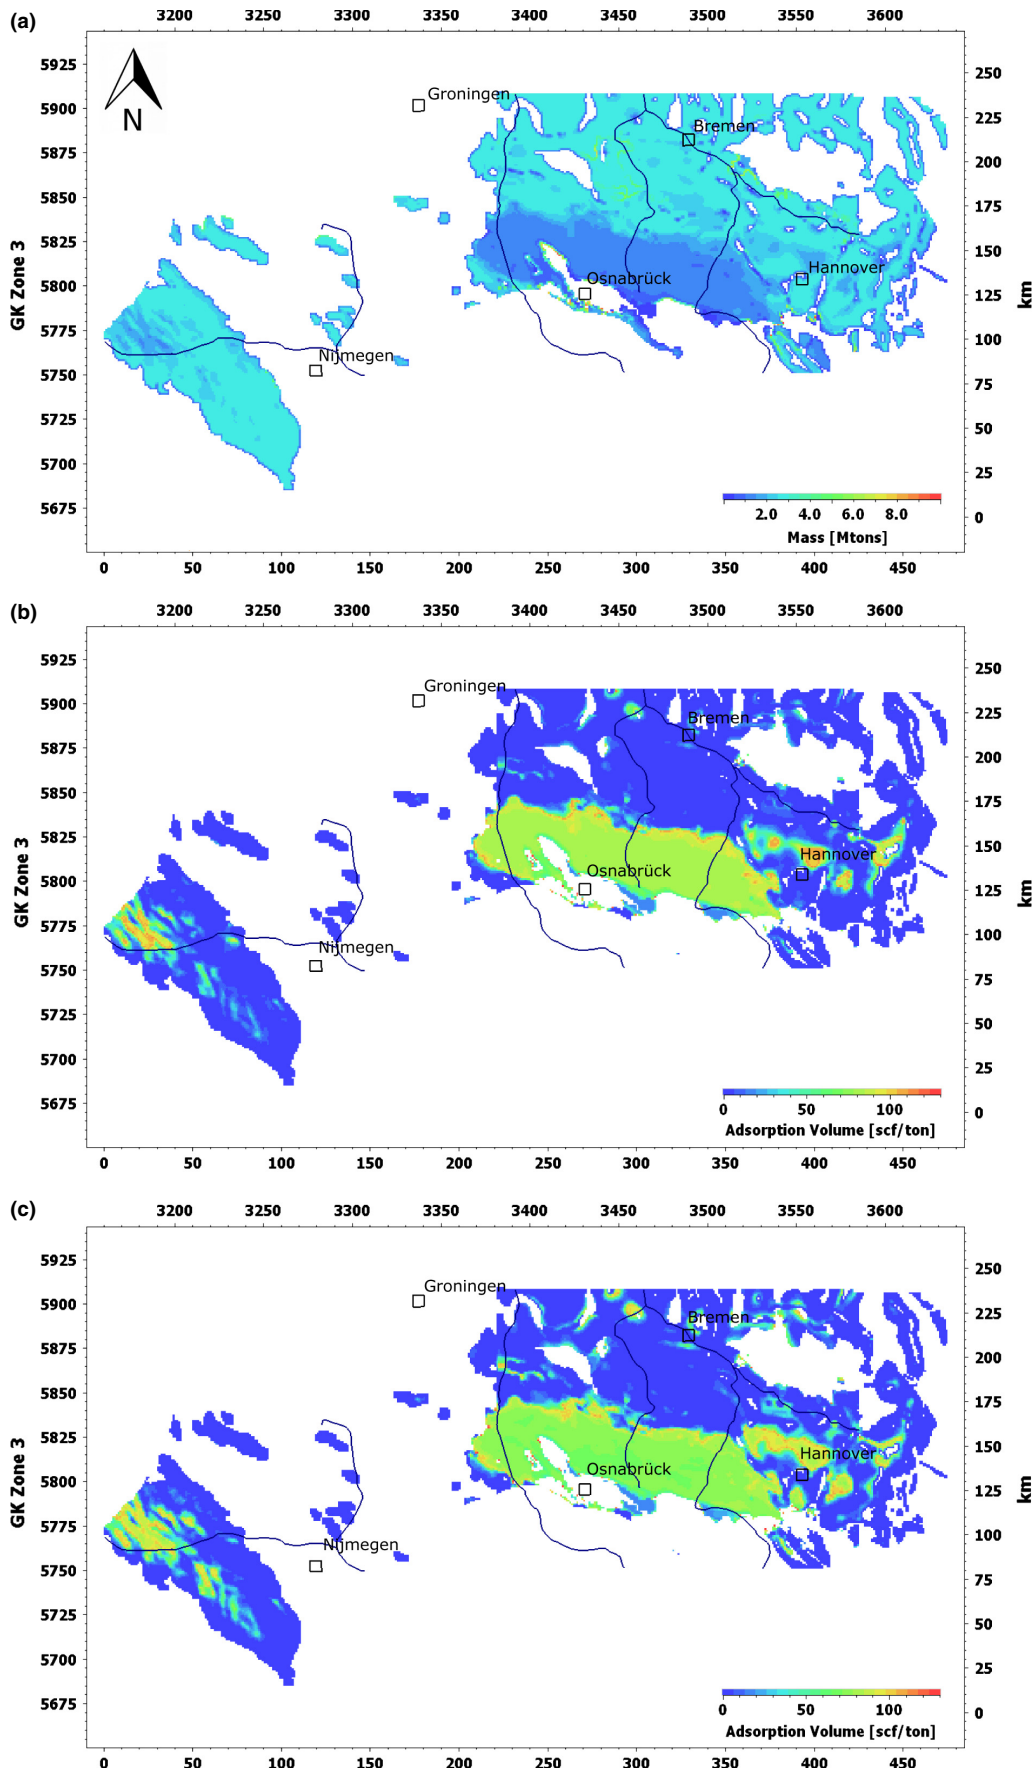 (a)
3200 3250 3300 3350 3400 3450 3500 3550 3600
5925
5900
5875
5850
5825
5800
5775
5750
5725
5700
5675
GK Zone 3
N
Groningen
Bremen
Osnabrück
Hannover
Nijmegen
250
225
200
175
150
125
100
75
50
25
0
km
2.0 4.0 6.0 8.0
Mass [Mtons]
0 50 100 150 200 250 300 350 400 450
(b)
3200 3250 3300 3350 3400 3450 3500 3550 3600
5925
5900
5875
5850
5825
5800
5775
5750
5725
5700
5675
GK Zone 3
Groningen
Bremen
Hannover
Osnabrück
Nijmegen
250
225
200
175
150
125
100
75
50
25
0
km
0 50 100
Adsorption Volume [scf/ton]
0 50 100 150 200 250 300 350 400 450
(c)
3200 3250 3300 3350 3400 3450 3500 3550 3600
5925
5900
5875
5850
5825
5800
5775
5750
5725
5700
5675
GK Zone 3
Groningen
Bremen
Hannover
Osnabrück
Nijmegen
250
225
200
175
150
125
100
75
50
25
0
km
0 50 100
Adsorption Volume [scf/ton]
0 50 100 150 200 250 300 350 400 450